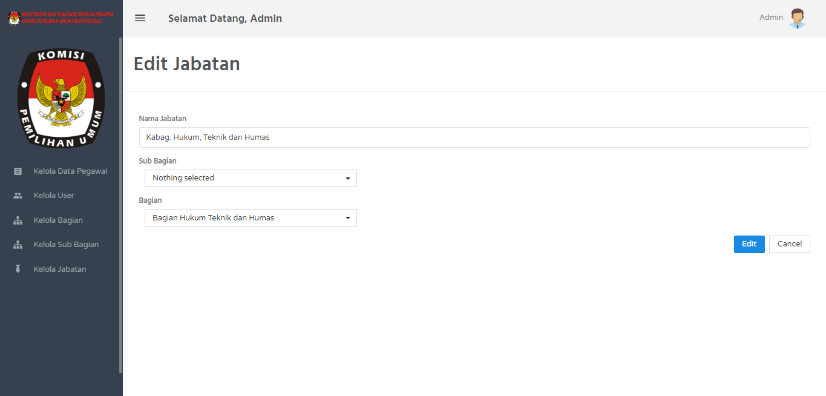 Selamat Datang, Admin
Admin
KOMISI
PEMILIHAN UMUM
Kelola Data Pegawai
Kelola User
Kelola Bagian
Kelola Sub Bagian
Kelola Jabatan
Edit Jabatan
Nama Jabatan
Kabag. Hukum, Teknik dan Humas
Sub Bagian
Nothing selected
Bagian
Bagian Hukum Teknik dan Humas
Edit
Cancel